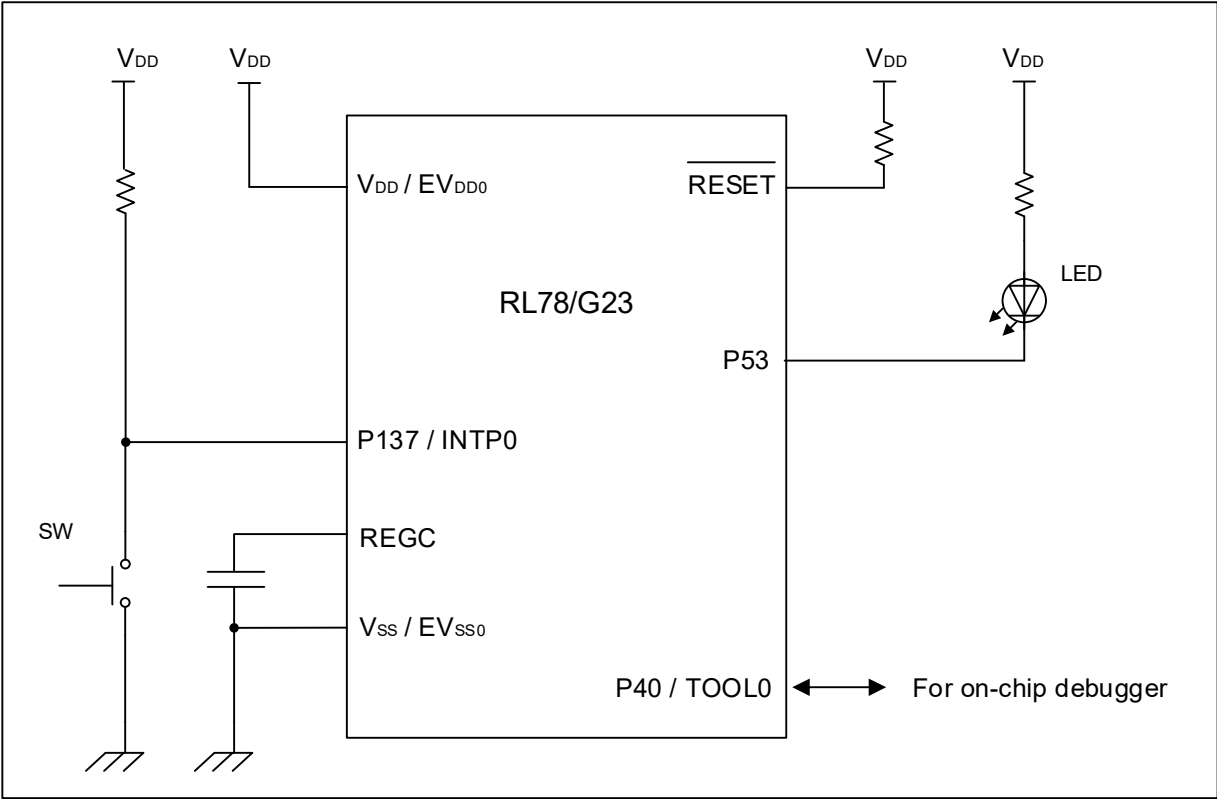 VDD
VDD
VDD
VDD
VDD / EVDD0
RESET
RL78/G23
LED
P53
P137 / INTP0
SW
REGC
VSS / EVSS0
P40 / TOOL0
For on-chip debugger